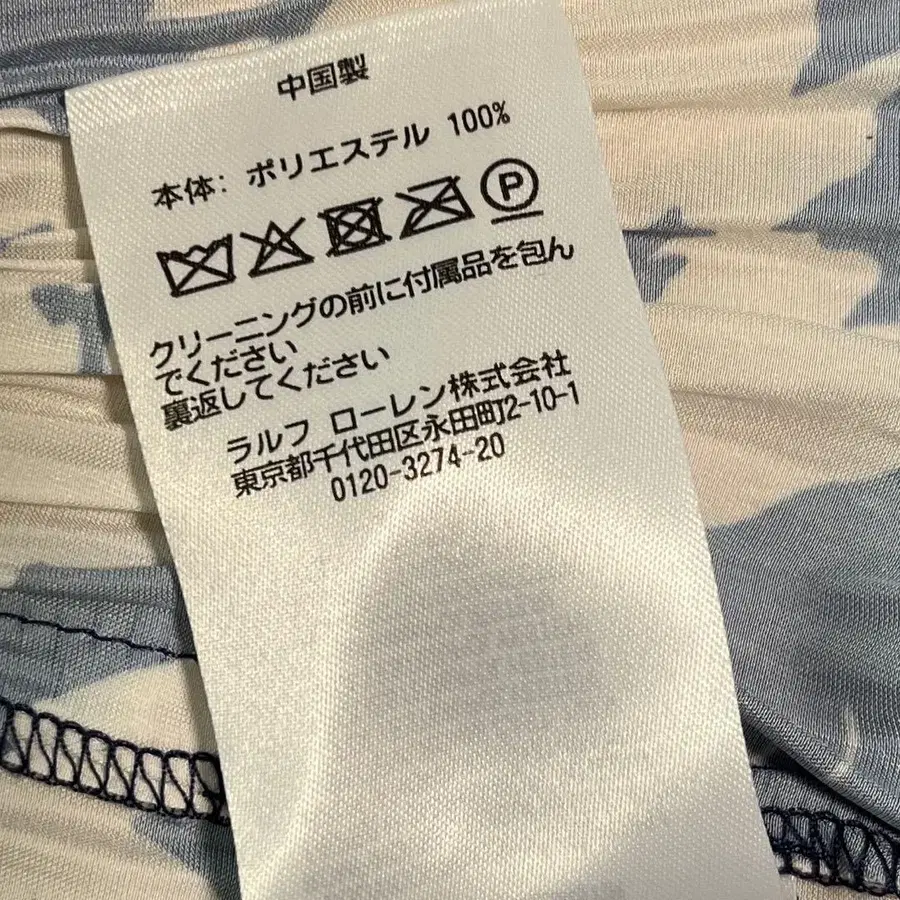 中国製
本体: ポリエステル 100%
P
クリーニングの前に付属品を包ん
でください
裏返してください
ラルフ ローレン株式会社
東京都千代田区永田町2-10-1
0120-3274-20